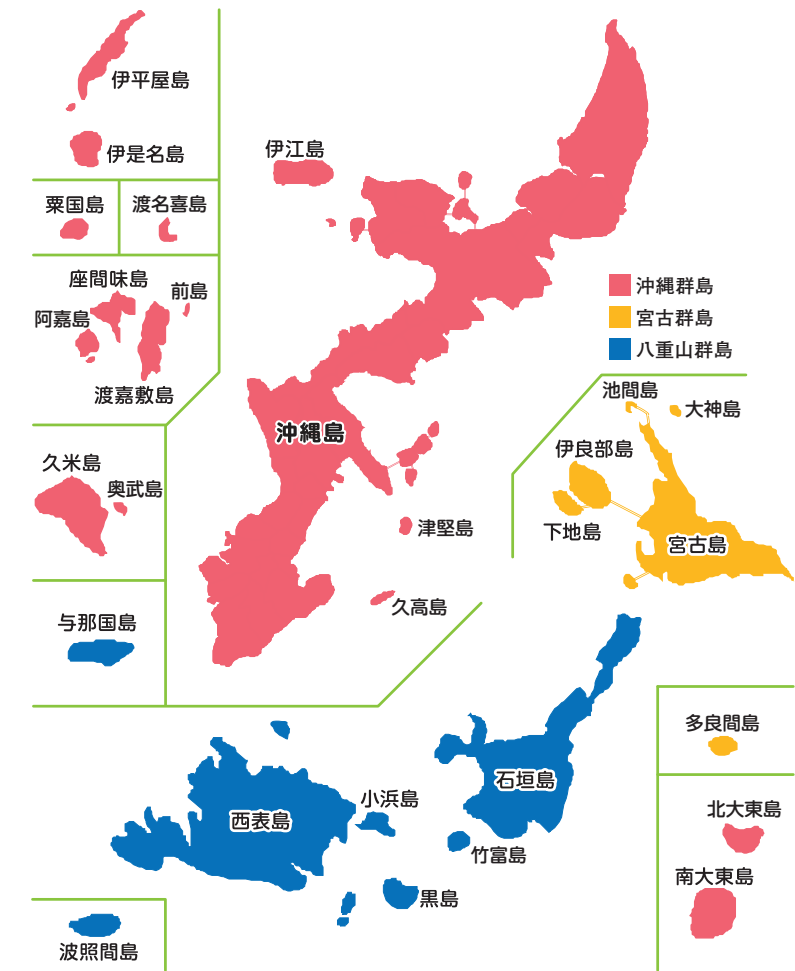 伊平屋島
伊是名島
伊江島
粟国島
渡名喜島
座間味島
前島
阿嘉島
渡嘉敷島
沖縄群島
宮古群島
八重山群島
池間島
大神島
沖縄島
伊良部島
久米島
奥武島
津堅島
下地島
宮古島
久高島
与那国島
多良間島
石垣島
小浜島
西表島
北大東島
竹富島
南大東島
黒島
波照間島